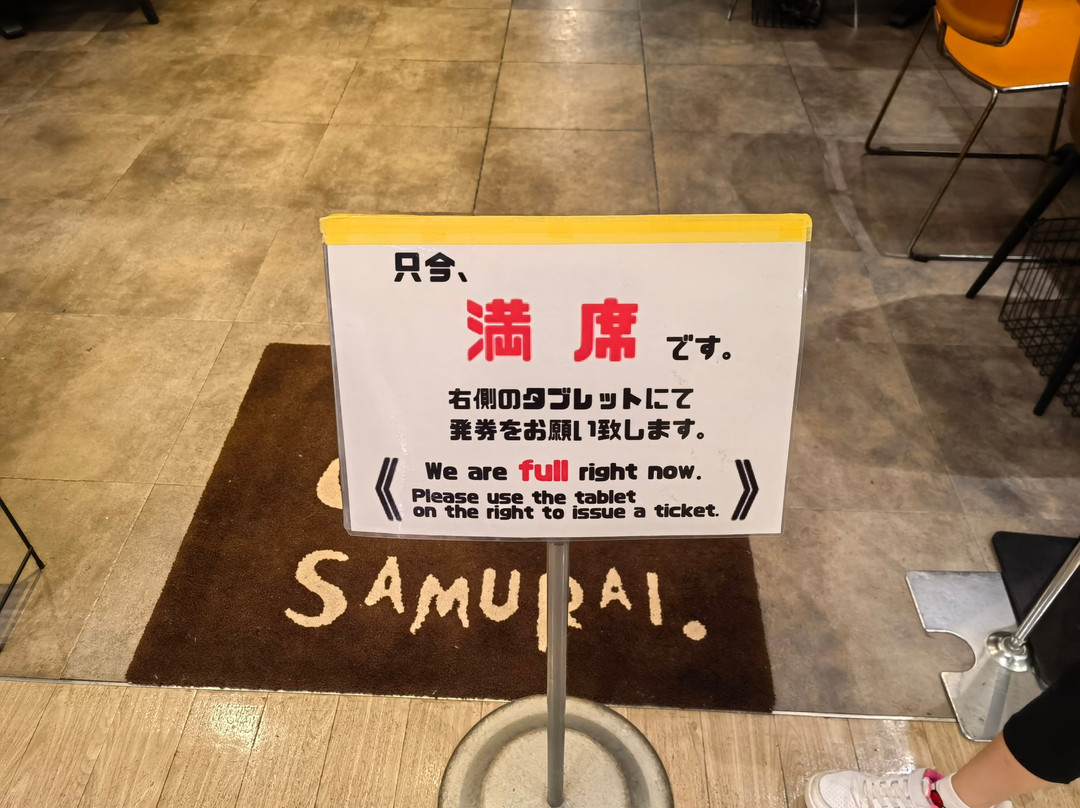 只今、
満席です。
右側のタブレットにて
発券をお願い致します。
We are full right now.
Please use the tablet
on the right to issue a ticket.
SAMURAI.